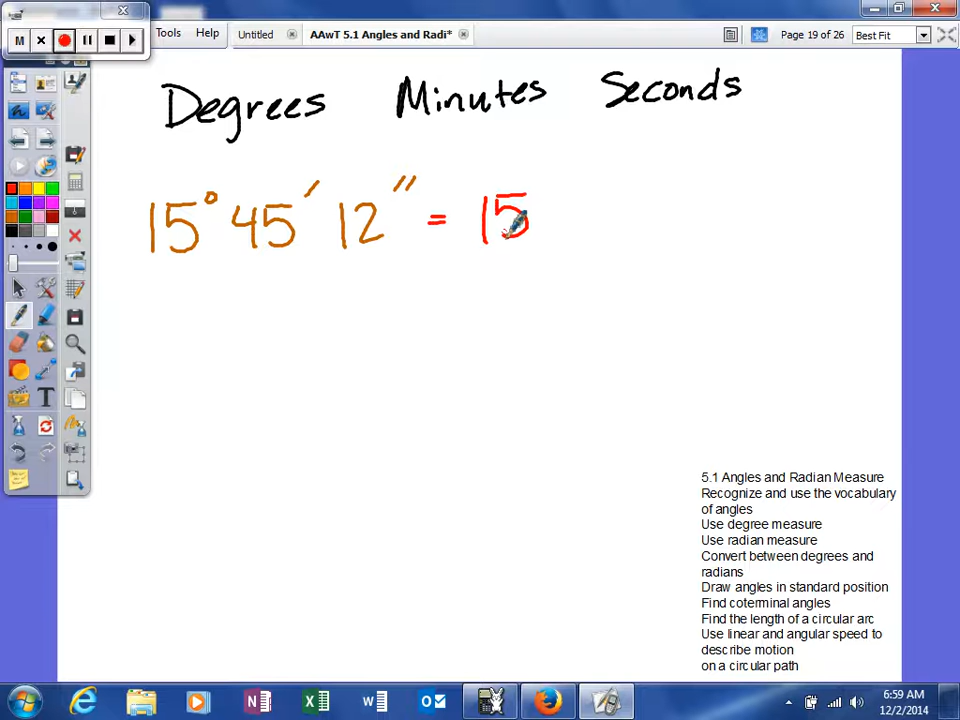 M
Tools Help Untitled AAwT 5.1 Angles and Radi*
Page 19 of 26 Best Fit
Degrees Minutes Seconds
15° 45′ 12″ = 15
5.1 Angles and Radian Measure
Recognize and use the vocabulary
of angles
Use degree measure
Use radian measure
Convert between degrees and
radians
Draw angles in standard position
Find coterminal angles
Find the length of a circular arc
Use linear and angular speed to
describe motion
on a circular path
6:59 AM
12/2/2014